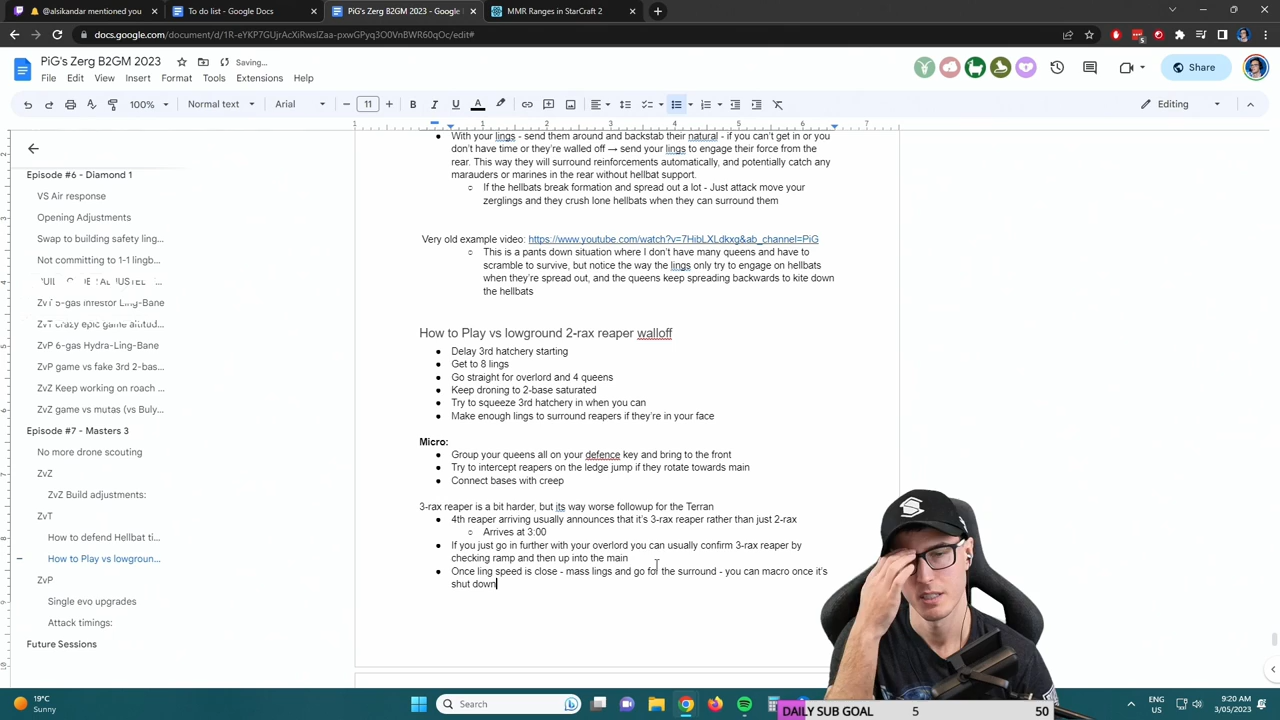 @alsikandar mentioned you
To do list - Google Docs
PiG's Zerg B2GM 2023 - Google
MMR Ranges in StarCraft 2
docs.google.com/document/d/1R-eYKP7GUjrAcXiRwsIZaa-pxwGPyq3O0VnBWR60qOc/edit#
PiG's Zerg B2GM 2023
Saving...
File Edit View Insert Format Tools Extensions Help
Share
100% Normal text Arial 11 Editing
1 1 2 3 4 5 6 7
With your lings - send them around and backstab their natural - if you can't get in or you
don't have time or they're walled off → send your lings to engage their force from the
rear. This way they will surround reinforcements automatically, and potentially catch any
marauders or marines in the rear without hellbat support.
If the hellbats break formation and spread out a lot - Just attack move your
zerglings and they crush lone hellbats when they can surround them
Very old example video: https://www.youtube.com/watch?v=7HibLXLdkxg&ab_channel=PiG
This is a pants down situation where I don't have many queens and have to
scramble to survive, but notice the way the lings only try to engage on hellbats
when they're spread out, and the queens keep spreading backwards to kite down
the hellbats
How to Play vs lowground 2-rax reaper walloff
Delay 3rd hatchery starting
Get to 8 lings
Go straight for overlord and 4 queens
Keep droning to 2-base saturated
Try to squeeze 3rd hatchery in when you can
Make enough lings to surround reapers if they're in your face
Micro:
Group your queens all on your defence key and bring to the front
Try to intercept reapers on the ledge jump if they rotate towards main
Connect bases with creep
3-rax reaper is a bit harder, but its way worse followup for the Terran
4th reaper arriving usually announces that it's 3-rax reaper rather than just 2-rax
Arrives at 3:00
If you just go in further with your overlord you can usually confirm 3-rax reaper by
checking ramp and then up into the main
Once ling speed is close - mass lings and go for the surround - you can macro once it's
shut down
Episode #6 - Diamond 1
VS Air response
Opening Adjustments
Swap to building safety ling...
Not committing to 1-1 lingb...
ZvT 5-gas infestor Ling-Bane
ZvT crazy epic game altitud...
ZvP 6-gas Hydra-Ling-Bane
ZvP game vs fake 3rd 2-bas...
ZvZ Keep working on roach ...
ZvZ game vs mutas (vs Buly...
Episode #7 - Masters 3
No more drone scouting
ZvZ
ZvZ Build adjustments:
ZvT
How to defend Hellbat ti...
How to Play vs lowgroun...
ZvP
Single evo upgrades
Attack timings:
Future Sessions
19°C
Sunny
Search
ENG
US
9:20 AM
3/05/2023
DAILY SUB GOAL 5 50